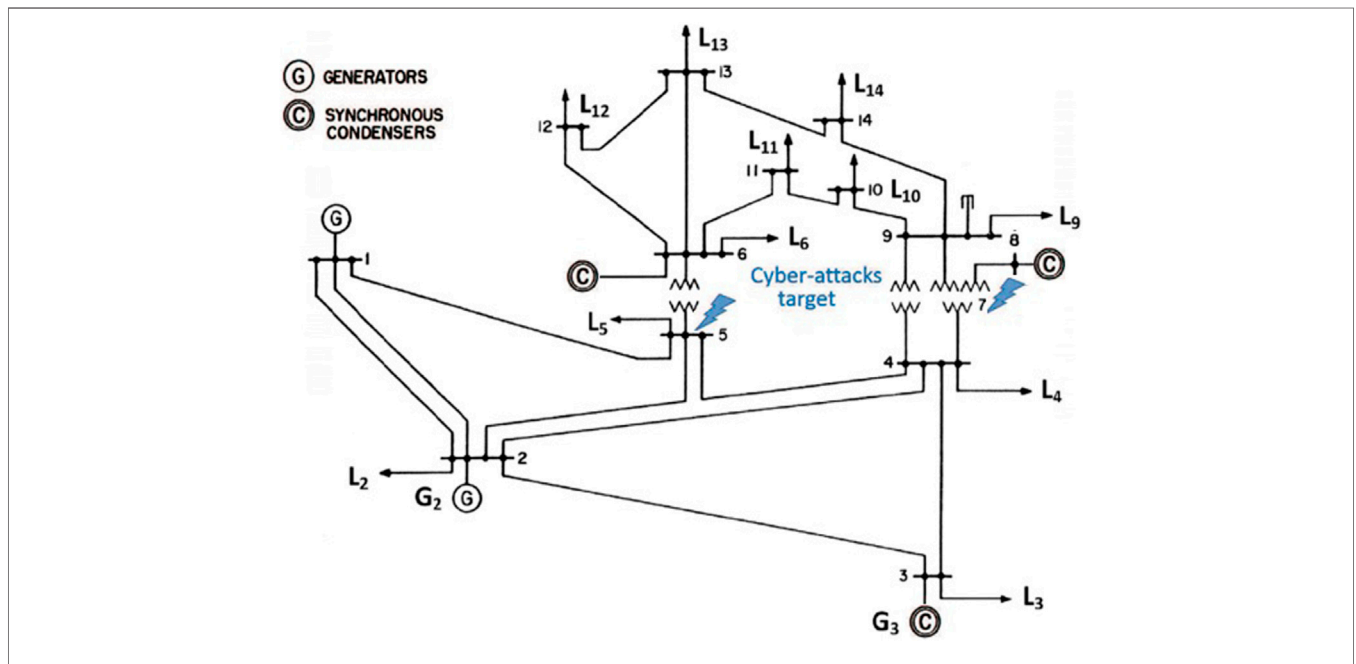 L13
13
G GENERATORS
C SYNCHRONOUS
CONDENSERS
L12
12
L14
14
L11
11
10 L10
G
1
9
L9
8
C
6
L6
C
Cyber-attacks
target
7
L5
5
4
L4
2
L2
G2 G
3
L3
G3 C